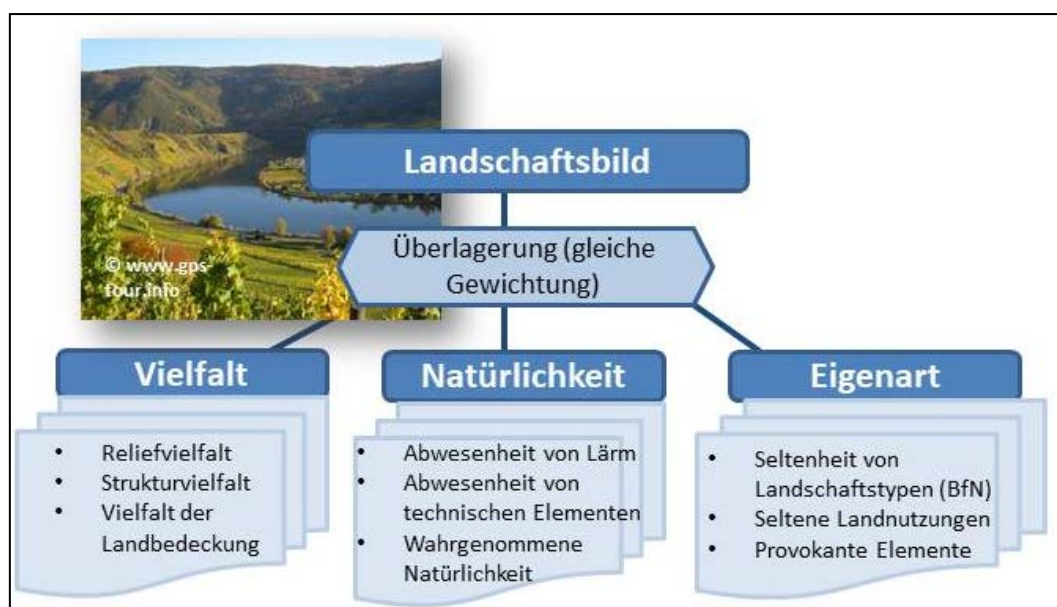 Landschaftsbild
Überlagerung (gleiche
Gewichtung)
© www.gps-
tour.info
Vielfalt
• Reliefvielfalt
• Strukturvielfalt
• Vielfalt der
Landbedeckung
Natürlichkeit
• Abwesenheit von Lärm
• Abwesenheit von
technischen Elementen
• Wahrgenommene
Natürlichkeit
Eigenart
• Seltenheit von
Landschaftstypen (BfN)
• Seltene Landnutzungen
• Provokante Elemente